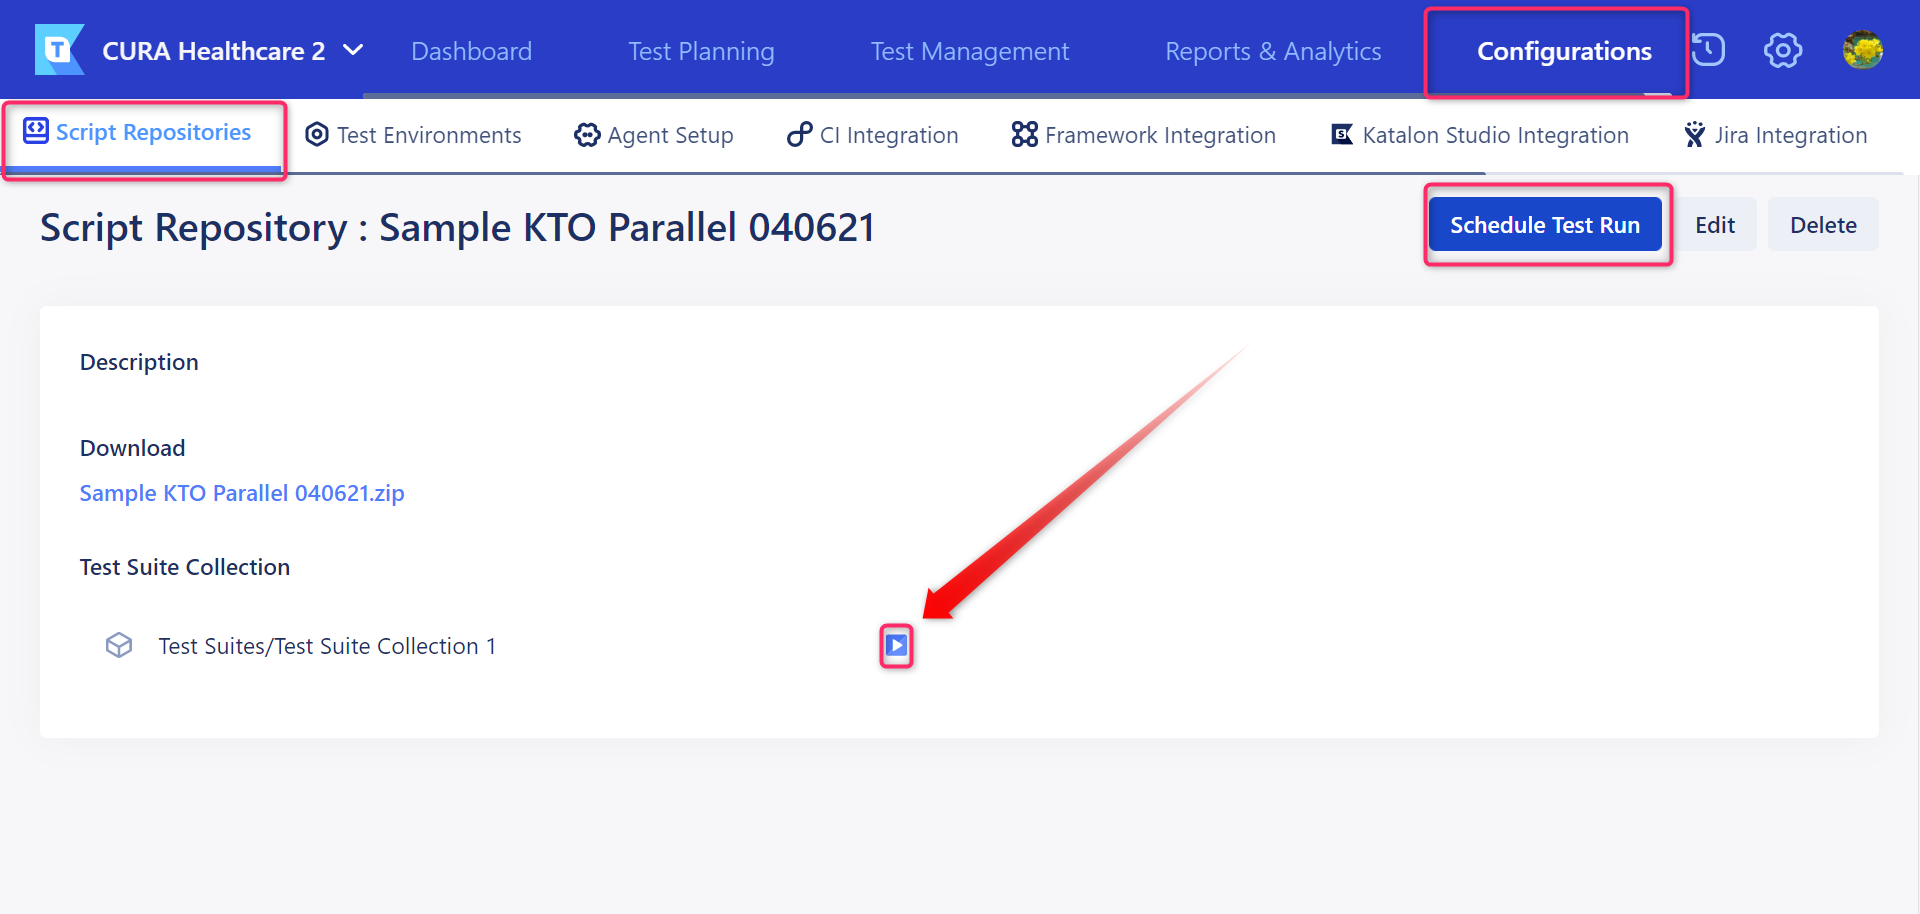 CURA Healthcare 2 Dashboard Test Planning Test Management Reports & Analytics Configurations
Script Repositories Test Environments Agent Setup CI Integration Framework Integration Katalon Studio Integration Jira Integration
Script Repository : Sample KTO Parallel 040621 Schedule Test Run Edit Delete
Description
Download
Sample KTO Parallel 040621.zip
Test Suite Collection
Test Suites/Test Suite Collection 1